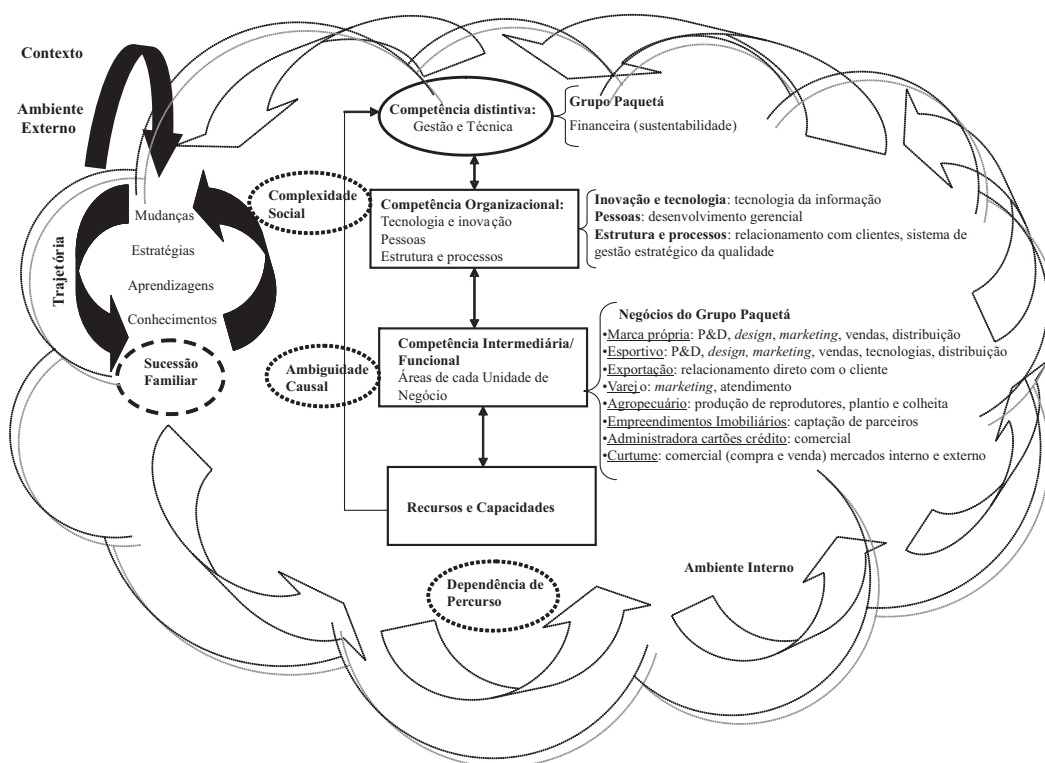 Contexto
Ambiente
Externo
Mudanças
Estratégias
Aprendizagens
Conhecimentos
Trajetória
Sucessão
Familiar
Complexidade
Social
Ambiguidade
Causal
Dependência de
Percurso
Competência distintiva:
Gestão e Técnica
Grupo Paquetá
Financeira (sustentabilidade)
Competência Organizacional:
Tecnologia e inovação
Pessoas
Estrutura e processos
Inovação e tecnologia: tecnologia da informação
Pessoas: desenvolvimento gerencial
Estrutura e processos: relacionamento com clientes, sistema de
gestão estratégico da qualidade
Competência Intermediária/
Funcional
Áreas de cada Unidade de
Negócio
Negócios do Grupo Paquetá
•Marca própria: P&D, design, marketing, vendas, distribuição
•Esportivo: P&D, design, marketing, vendas, tecnologias, distribuição
•Exportação: relacionamento direto com o cliente
•Varejo: marketing, atendimento
•Agropecuário: produção de reprodutores, plantio e colheita
•Empreendimentos Imobiliários: captação de parceiros
•Administradora cartões crédito: comercial
•Curtume: comercial (compra e venda) mercados interno e externo
Recursos e Capacidades
Ambiente Interno